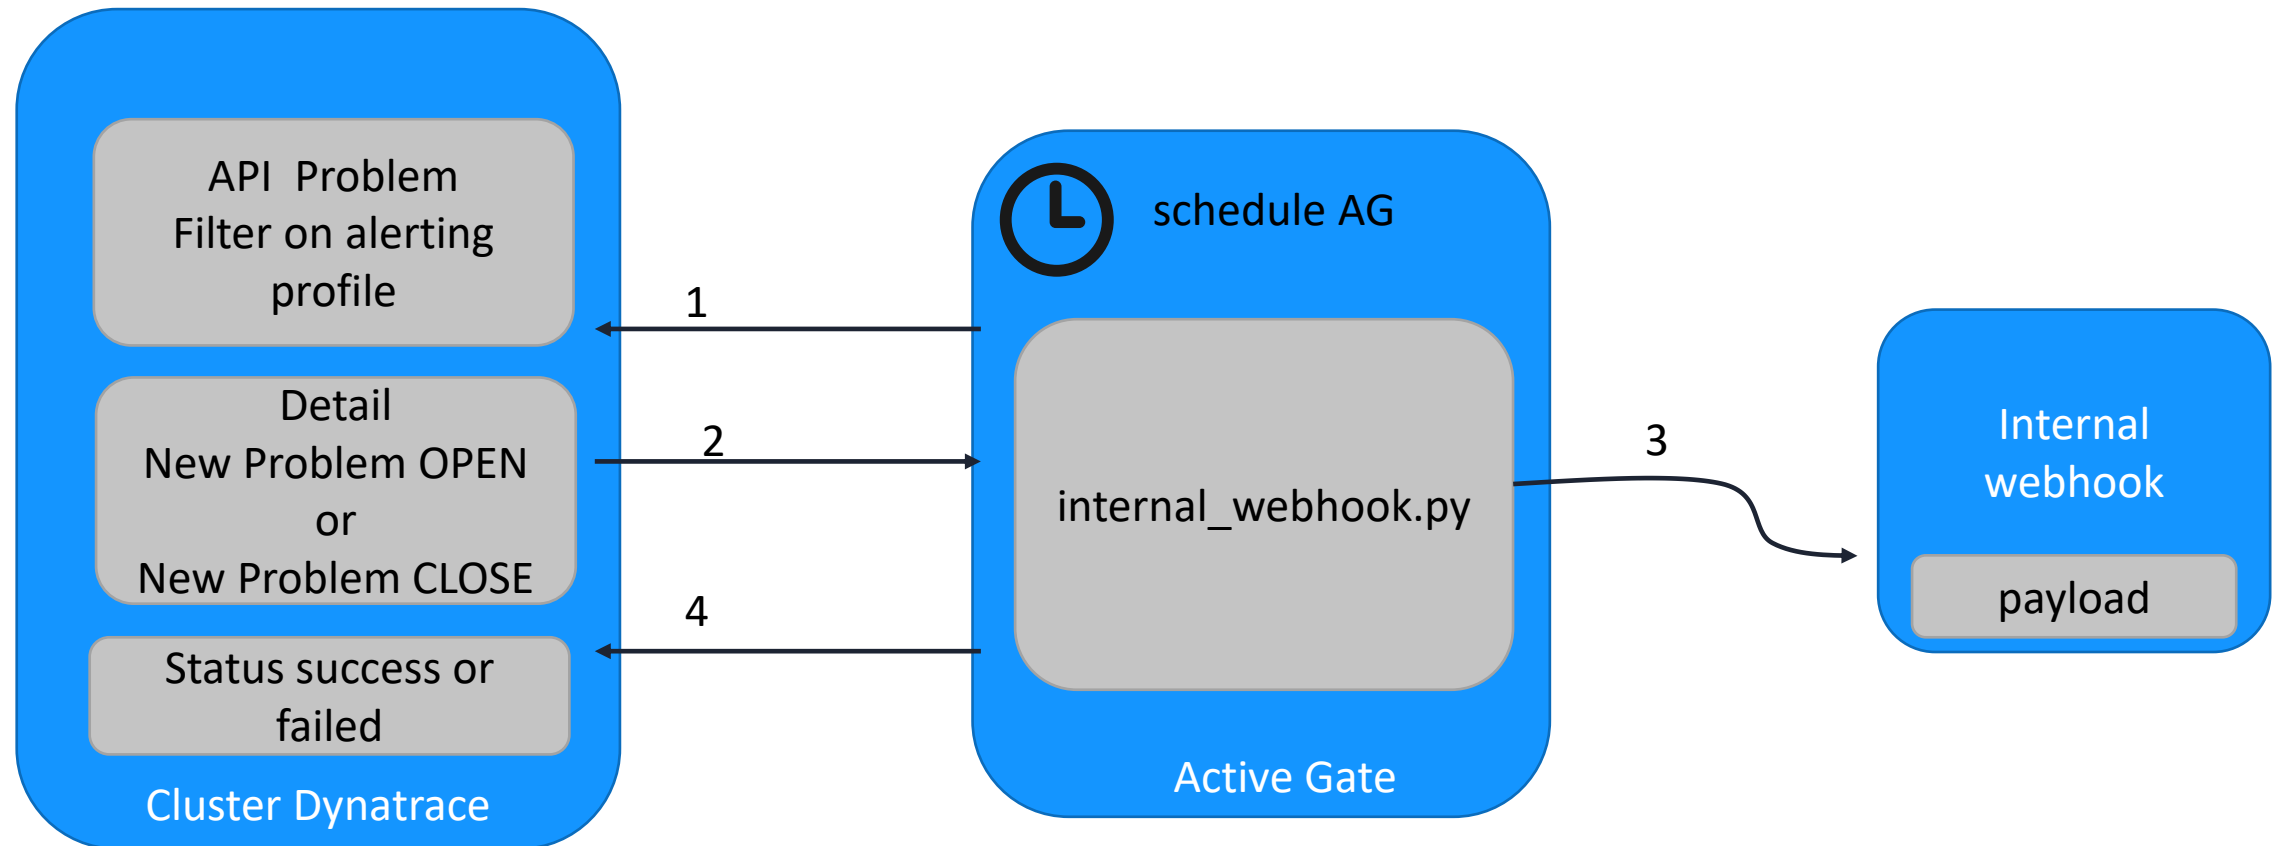 API  Problem
Filter on alerting
profile
Detail
New Problem OPEN
or
New Problem CLOSE
Status success or
failed
Cluster Dynatrace
1
2
4
schedule AG
internal_webhook.py
Active Gate
3
Internal
webhook
payload